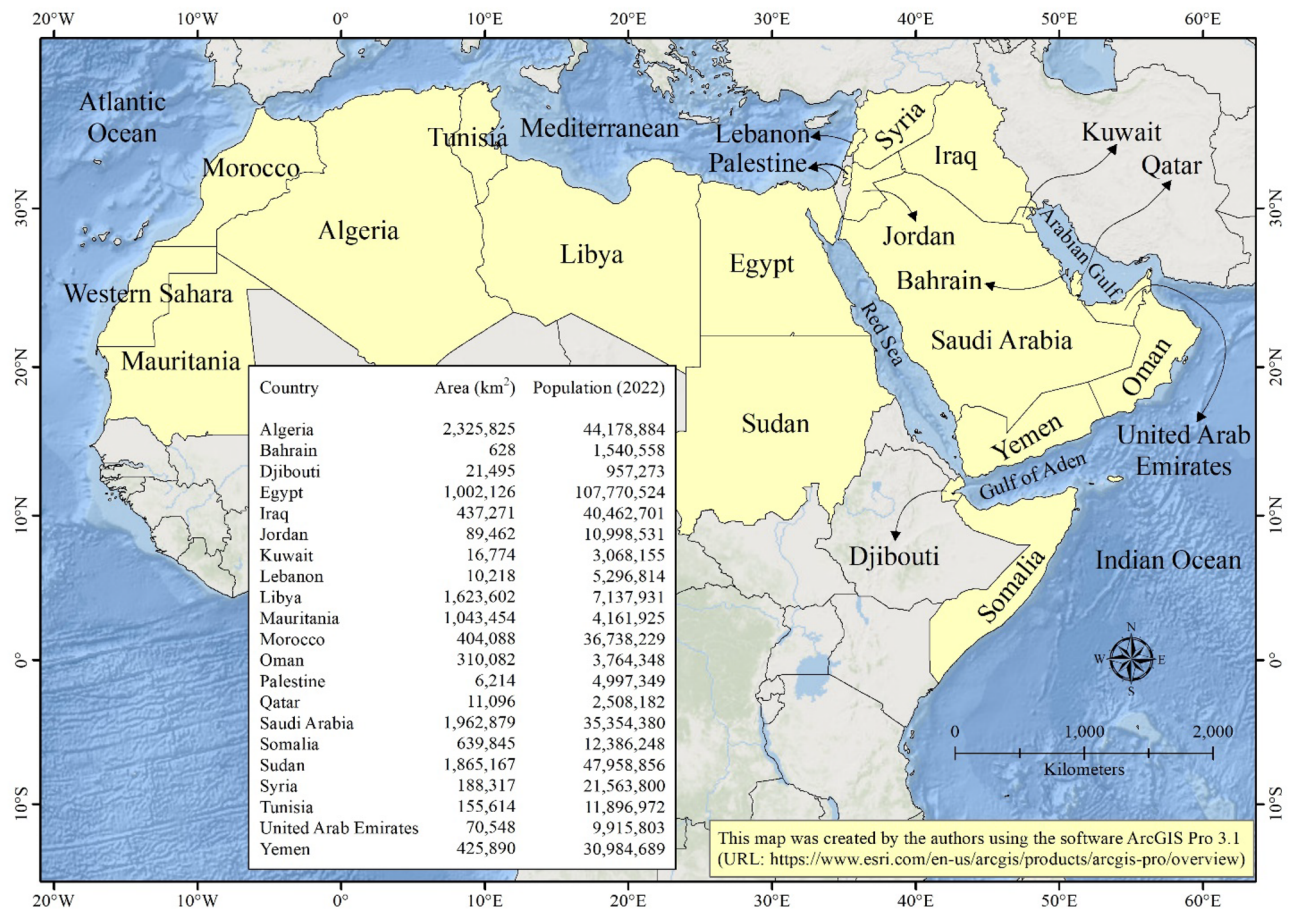 20°W 10°W 0° 10°E 20°E 30°E 40°E 50°E 60°E
Atlantic
Ocean
Tunisia
Mediterranean
Lebanon
Palestine
Syria
Iraq
Kuwait
Qatar
Morocco
30°N
30°N
Algeria
Libya
Egypt
Jordan
Bahrain
Arabian Gulf
Western Sahara
Red Sea
Saudi Arabia
Mauritania
Oman
20°N
20°N
Sudan
Yemen
United Arab
Emirates
Gulf of Aden
10°N
10°N
Djibouti
Somalia
Indian Ocean
Country Area (km²) Population (2022)
Algeria 2,325,825 44,178,884
Bahrain 628 1,540,558
Djibouti 21,495 957,273
Egypt 1,002,126 107,770,524
Iraq 437,271 40,462,701
Jordan 89,462 10,998,531
Kuwait 16,774 3,068,155
Lebanon 10,218 5,296,814
Libya 1,623,602 7,137,931
Mauritania 1,043,454 4,161,925
Morocco 404,088 36,738,229
Oman 310,082 3,764,348
Palestine 6,214 4,997,349
Qatar 11,096 2,508,182
Saudi Arabia 1,962,879 35,354,380
Somalia 639,845 12,386,248
Sudan 1,865,167 47,958,856
Syria 188,317 21,563,800
Tunisia 155,614 11,896,972
United Arab Emirates 70,548 9,915,803
Yemen 425,890 30,984,689
N
W E
S
0°
0°
0 1,000 2,000
Kilometers
10°S
10°S
This map was created by the authors using the software ArcGIS Pro 3.1
(URL: https://www.esri.com/en-us/arcgis/products/arcgis-pro/overview)
20°W 10°W 0° 10°E 20°E 30°E 40°E 50°E 60°E